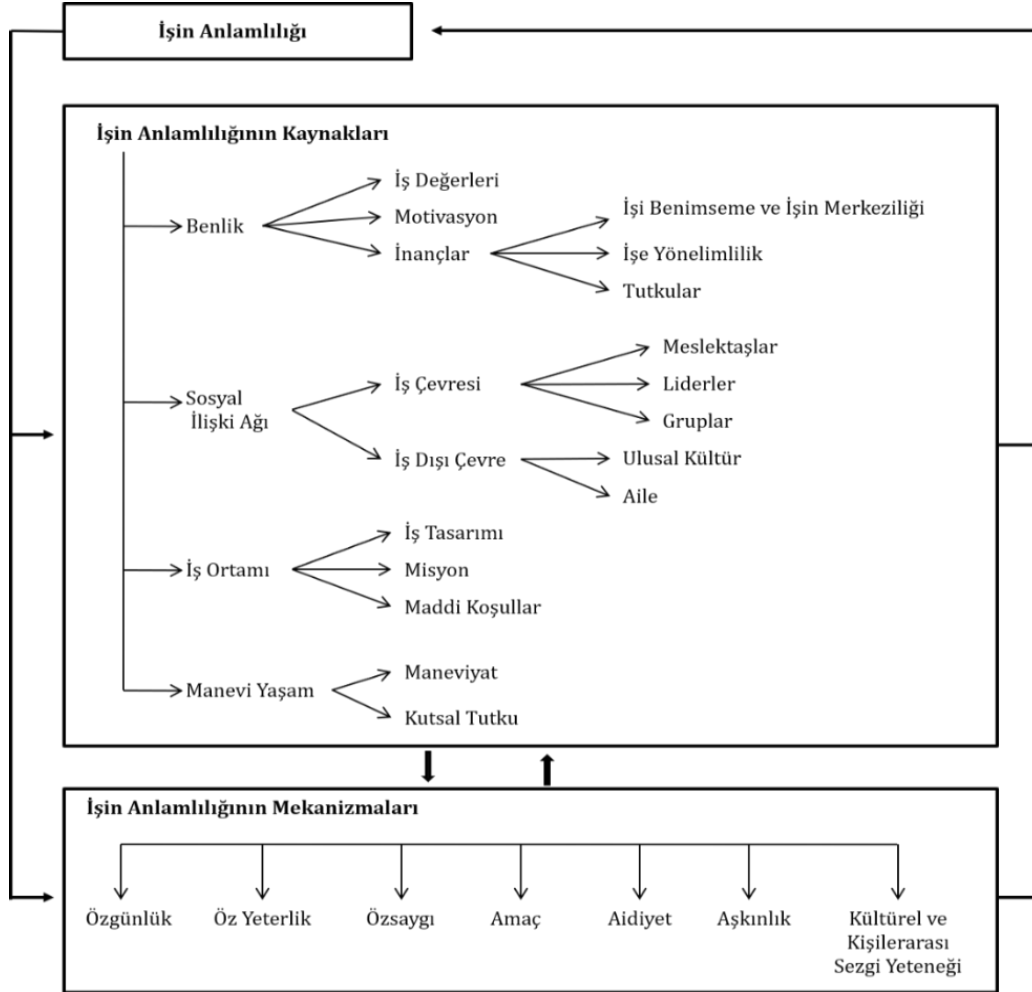 İşin Anlamlılığı
İşin Anlamlılığının Kaynakları
Benlik
İş Değerleri
Motivasyon
İnançlar
İşi Benimseme ve İşin Merkeziliği
İşe Yönelimlilik
Tutkular
Sosyal
İlişki Ağı
İş Çevresi
Meslektaşlar
Liderler
Gruplar
İş Dışı Çevre
Ulusal Kültür
Aile
İş Ortamı
İş Tasarımı
Misyon
Maddi Koşullar
Manevi Yaşam
Maneviyat
Kutsal Tutku
İşin Anlamlılığının Mekanizmaları
Özgünlük
Öz Yeterlik
Özsaygı
Amaç
Aidiyet
Aşkınlık
Kültürel ve
Kişilerarası
Sezgi Yeteneği